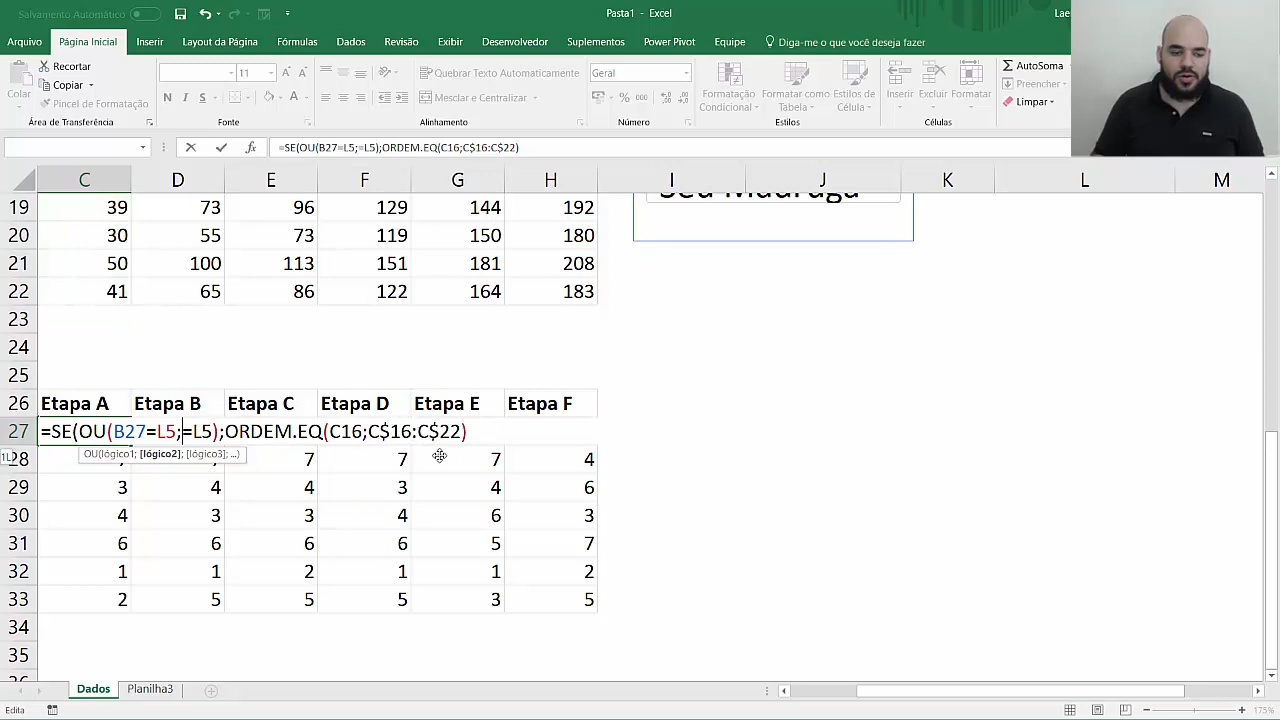 Salvamento Automático
Pasta1 - Excel
Lae
Arquivo
Página Inicial
Inserir
Layout da Página
Fórmulas
Dados
Revisão
Exibir
Desenvolvedor
Suplementos
Power Pivot
Equipe
Diga-me o que você deseja fazer
Colar
Recortar
Copiar
Pincel de Formatação
Área de Transferência
11
N I S
Fonte
Quebrar Texto Automaticamente
Mesclar e Centralizar
Alinhamento
Geral
% 000
Número
Formatação Condicional
Formatar como Tabela
Estilos de Célula
Estilos
Inserir
Excluir
Formatar
Células
AutoSoma
Preencher
Limpar
=SE(OU(B27=L5;=L5);ORDEM.EQ(C16;C$16:C$22)
C D E F G H I J K L M
19 39 73 96 129 144 192
Seu Madruga
20 30 55 73 119 150 180
21 50 100 113 151 181 208
22 41 65 86 122 164 183
23
24
25
26 Etapa A Etapa B Etapa C Etapa D Etapa E Etapa F
27 =SE(OU(B27=L5;=L5);ORDEM.EQ(C16;C$16:C$22)
OU(lógico1; [lógico2]; [lógico3]; ...)
28 7 7 7 4
29 3 4 4 3 4 6
30 4 3 3 4 6 3
31 6 6 6 6 5 7
32 1 1 2 1 1 2
33 2 5 5 5 3 5
34
35
Dados
Planilha3
Edita
175%